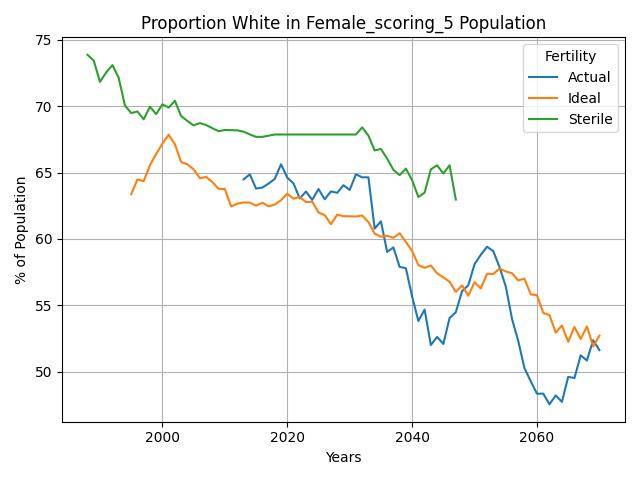 Proportion White in Female_scoring_5 Population
75
70
65
60
55
50
% of Population
2000
2020
2040
2060
Years
Fertility
Actual
Ideal
Sterile